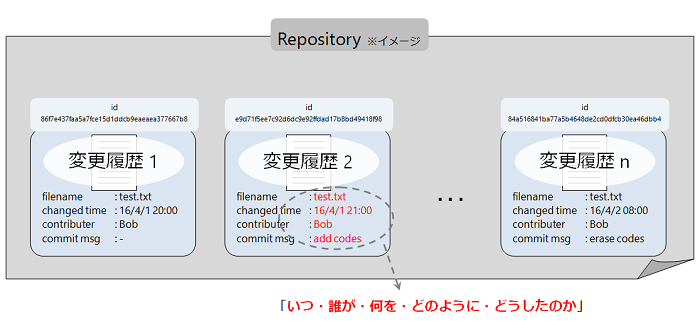 Repository ※イメージ
id
86f7e437faa5a7fce15d1ddcb9eaeaea377667b8
変更履歴 1
filename : test.txt
changed time : 16/4/1 20:00
contributer : Bob
commit msg : -
id
e9d71f5ee7c92d6dc9e92ffdad17b8bd49418f98
変更履歴 2
filename : test.txt
changed time : 16/4/1 21:00
contributer : Bob
commit msg : add codes
・・・
id
84a516841ba77a5b4648de2cd0dfcb30ea46dbb4
変更履歴 n
filename : test.txt
changed time : 16/4/2 08:00
contributer : Bob
commit msg : erase codes
「いつ・誰が・何を・どのように・どうしたのか」